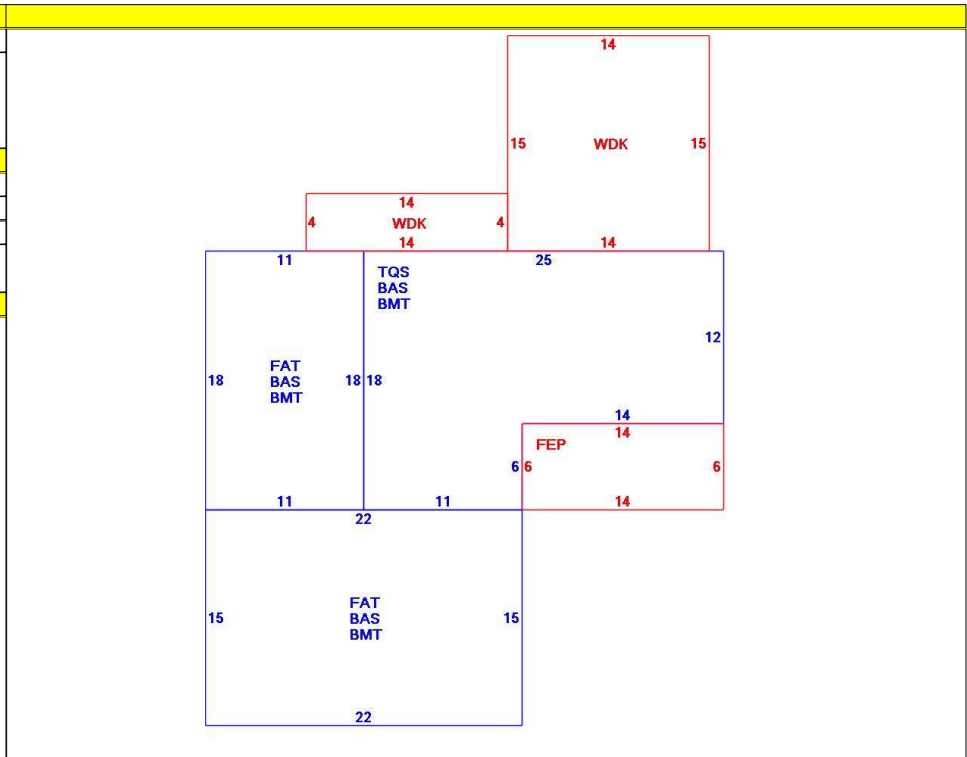 14
15 WDK 15
14
4 WDK 4
14 14
11 25
TQS
BAS
BMT
12
FAT
18 BAS 18 18
BMT
14
14
FEP
6 6 6
11 11 14
22
FAT
15 BAS 15
BMT
22